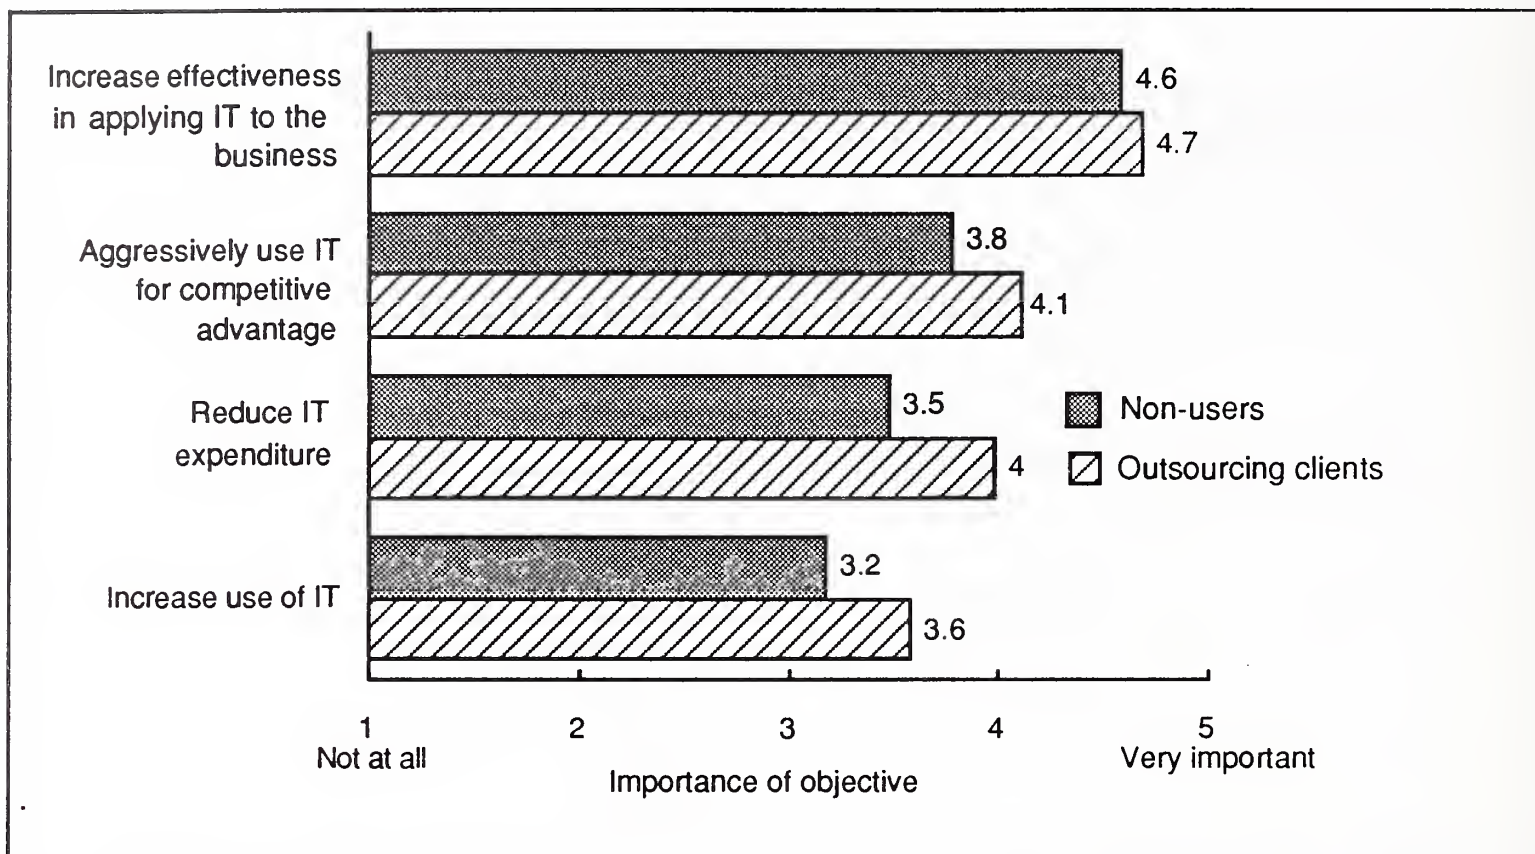 Increase effectiveness
in applying IT to the
business
4.6
4.7
Aggressively use IT
for competitive
advantage
3.8
4.1
Reduce IT
expenditure
3.5
4
Non-users
Outsourcing clients
Increase use of IT
3.2
3.6
1 2 3 4 5
Not at all Very important
Importance of objective